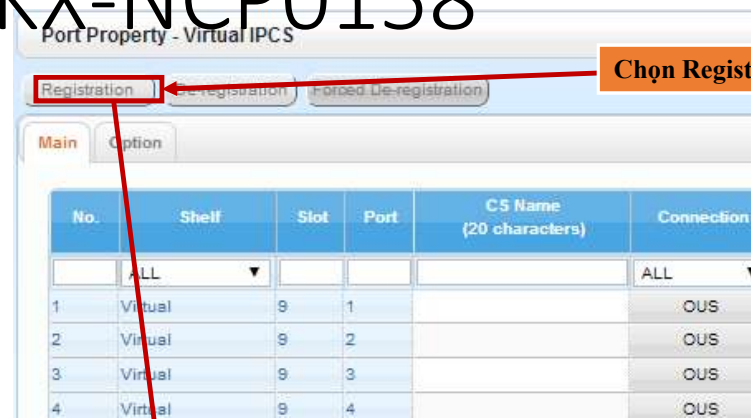 KX-NCP0158
Port Property - Virtual IPCS
Chọn Regist
Registration De-registration Forced De-registration
Main Option
No. Shelf Slot Port CS Name (20 characters) Connection
ALL ALL
1 Virtual 9 1 OUS
2 Virtual 9 2 OUS
3 Virtual 9 3 OUS
4 Virtual 9 4 OUS